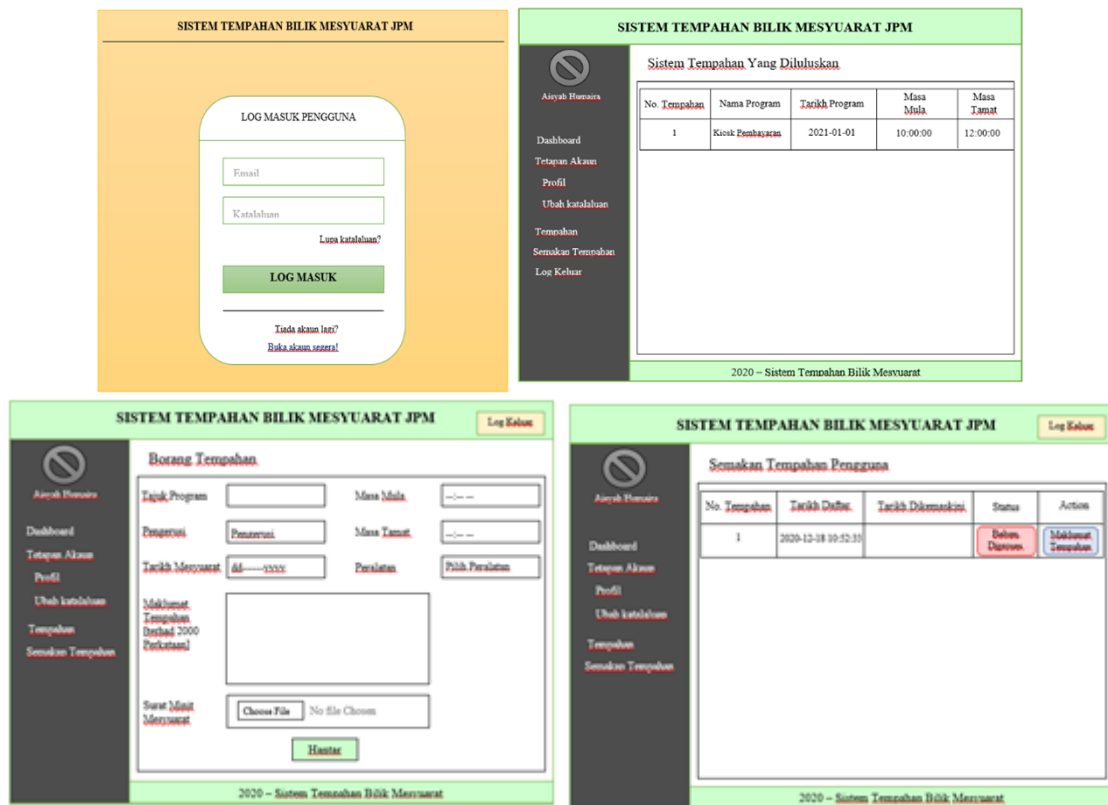 SISTEM TEMPAHAN BILIK MESYUARAT JPM
LOG MASUK PENGGUNA
Email
Katalaluan
Lupa katalaluan?
LOG MASUK
Tiada akaun lagi?
Buka akaun segera!
SISTEM TEMPAHAN BILIK MESYUARAT JPM
Aisyah Humaira
Dashboard
Tetapan Akaun
Profil
Ubah katalaluan
Tempahan
Semakan Tempahan
Log Keluar
Sistem Tempahan Yang Diluluskan
No. Tempahan Nama Program Tarikh Program Masa Mula Masa Tamat
1 Kiosk Pembayaran 2021-01-01 10:00:00 12:00:00
2020 – Sistem Tempahan Bilik Mesyuarat
SISTEM TEMPAHAN BILIK MESYUARAT JPM
Log Keluar
Aisyah Humaira
Dashboard
Tetapan Akaun
Profil
Ubah katalaluan
Tempahan
Semakan Tempahan
Borang Tempahan
Tajuk Program
Masa Mula --:-- --
Pengerusi Pengerusi
Masa Tamat --:-- --
Tarikh Mesyuarat dd-----yyyy
Peralatan Pilih Peralatan
Maklumat
Tempahan
[terhad 2000
Perkataan]
Surat Minit
Mesyuarat
Choose File No file Chosen
Hantar
2020 – Sistem Tempahan Bilik Mesyuarat
SISTEM TEMPAHAN BILIK MESYUARAT JPM
Log Keluar
Aisyah Humaira
Dashboard
Tetapan Akaun
Profil
Ubah katalaluan
Tempahan
Semakan Tempahan
Semakan Tempahan Pengguna
No. Tempahan Tarikh Daftar Tarikh Dikemaskini Status Action
1 2020-12-18 10:52:35 Belum Diproses Maklumat Tempahan
2020 – Sistem Tempahan Bilik Mesyuarat